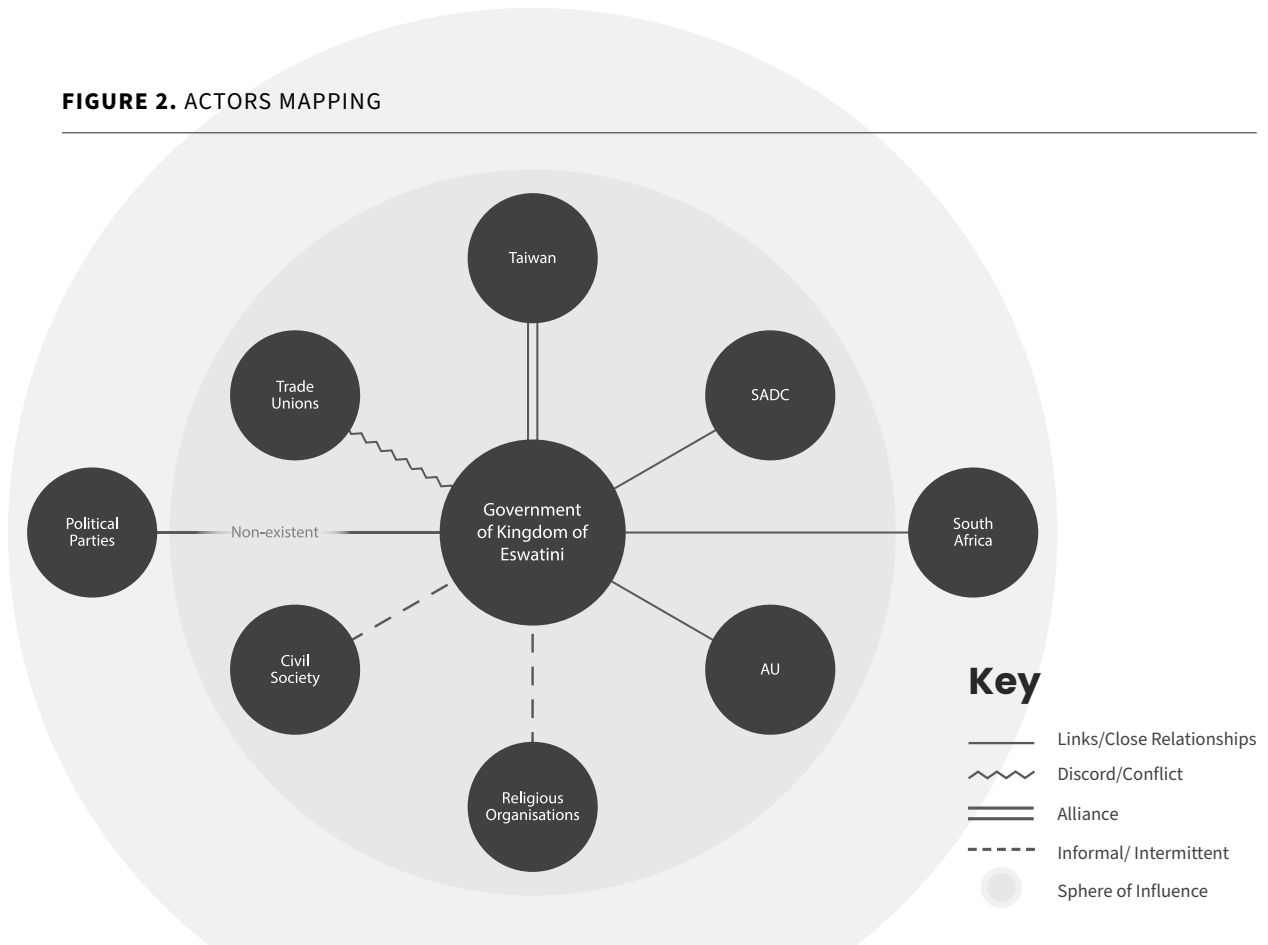 FIGURE 2. ACTORS MAPPING
Taiwan
Trade
Unions
SADC
Political
Parties
Non-existent
Government
of Kingdom of
Eswatini
South
Africa
Civil
Society
AU
Religious
Organisations
Key
Links/Close Relationships
Discord/Conflict
Alliance
Informal/ Intermittent
Sphere of Influence